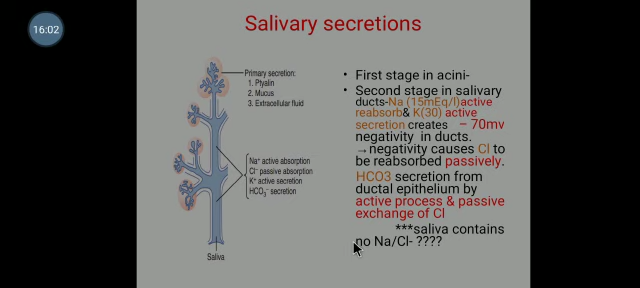 16:02
Salivary secretions
Primary secretion:
1. Ptyalin
2. Mucus
3. Extracellular fluid
Na+ active absorption
Cl− passive absorption
K+ active secretion
HCO3− secretion
Saliva
• First stage in acini-
• Second stage in salivary
ducts-Na (15mEq/l)active
reabsorb& K(30) active
secretion creates – 70mv
negativity in ducts.
→negativity causes Cl to
be reabsorbed passively.
HCO3 secretion from
ductal epithelium by
active process & passive
exchange of Cl
***saliva contains
no Na/Cl- ????